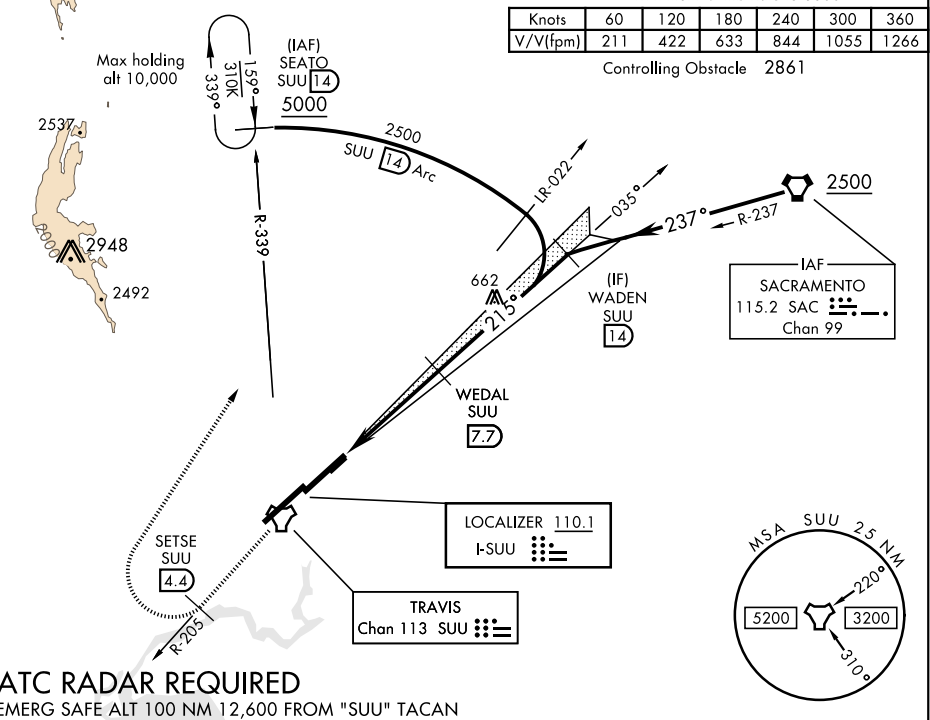 Knots 60 120 180 240 300 360
V/V(fpm) 211 422 633 844 1055 1266
Controlling Obstacle 2861
Max holding
alt 10,000
339°
310K
159°
(IAF)
SEATO
SUU 14
5000
2500
SUU 14 Arc
LR-022
035°
237°
R-237
2500
IAF
SACRAMENTO
115.2 SAC
Chan 99
2537
2000
2948
2492
R-339
662
215°
(IF)
WADEN
SUU
14
WEDAL
SUU
7.7
LOCALIZER 110.1
I-SUU
SETSE
SUU
4.4
R-205
TRAVIS
Chan 113 SUU
MSA SUU 25 NM
220°
5200
3200
310°
ATC RADAR REQUIRED
EMERG SAFE ALT 100 NM 12,600 FROM "SUU" TACAN